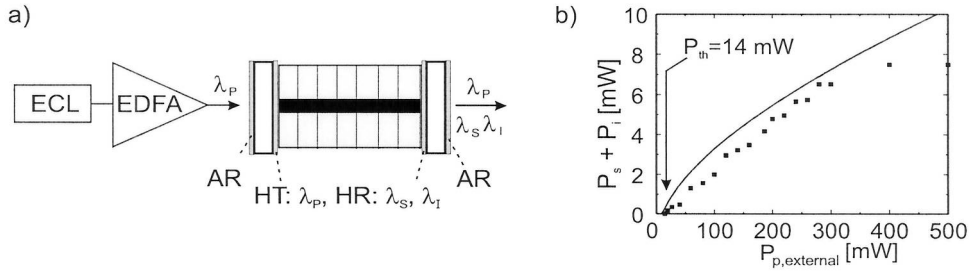 a)
ECL
EDFA
λP
λP
λS λI
AR
AR
HT: λP, HR: λS, λI
b)
Ps + Pi [mW]
10
8
6
4
2
0
Pth=14 mW
0 100 200 300 400 500
Pp,external [mW]